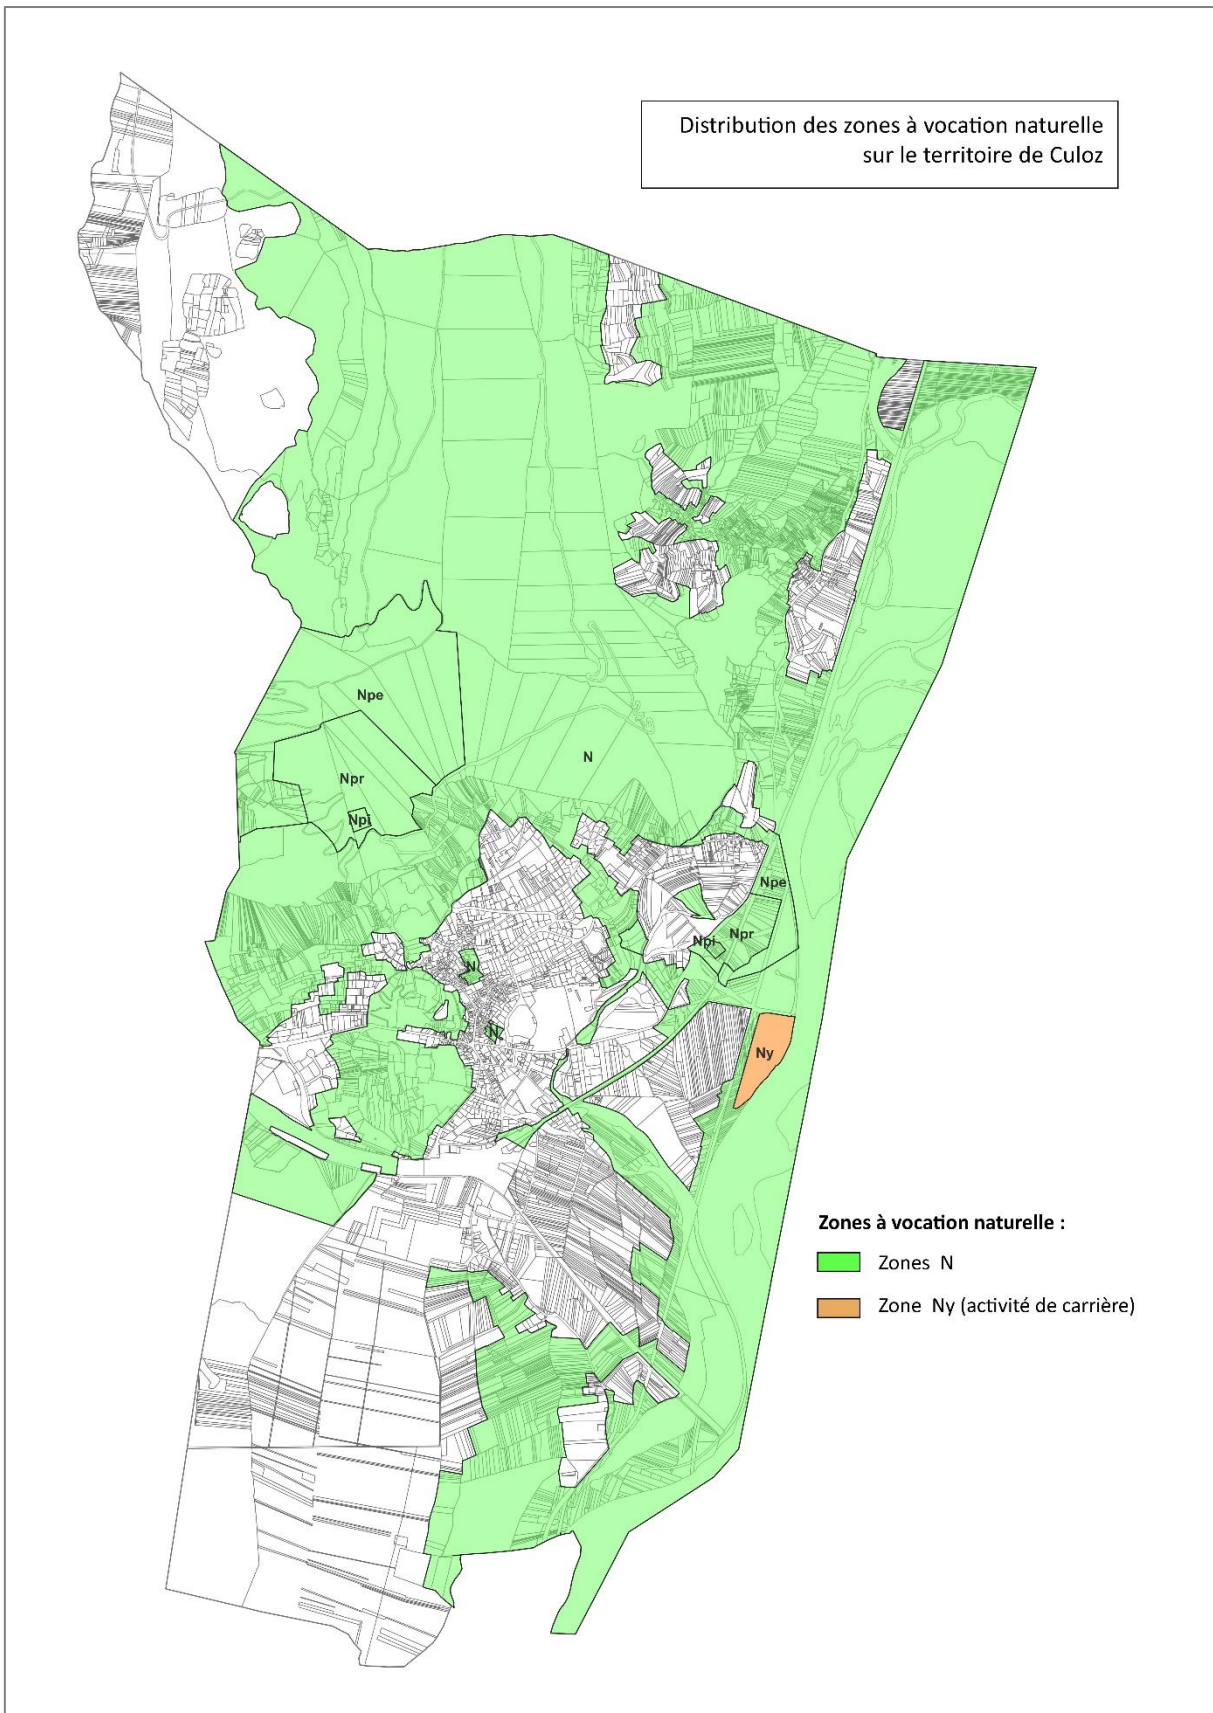 Distribution des zones à vocation naturelle
sur le territoire de Culoz
Npe
N
Npr
Npi
Npe
Npr
Npi
N
N
Ny
Zones à vocation naturelle :
Zones N
Zone Ny (activité de carrière)